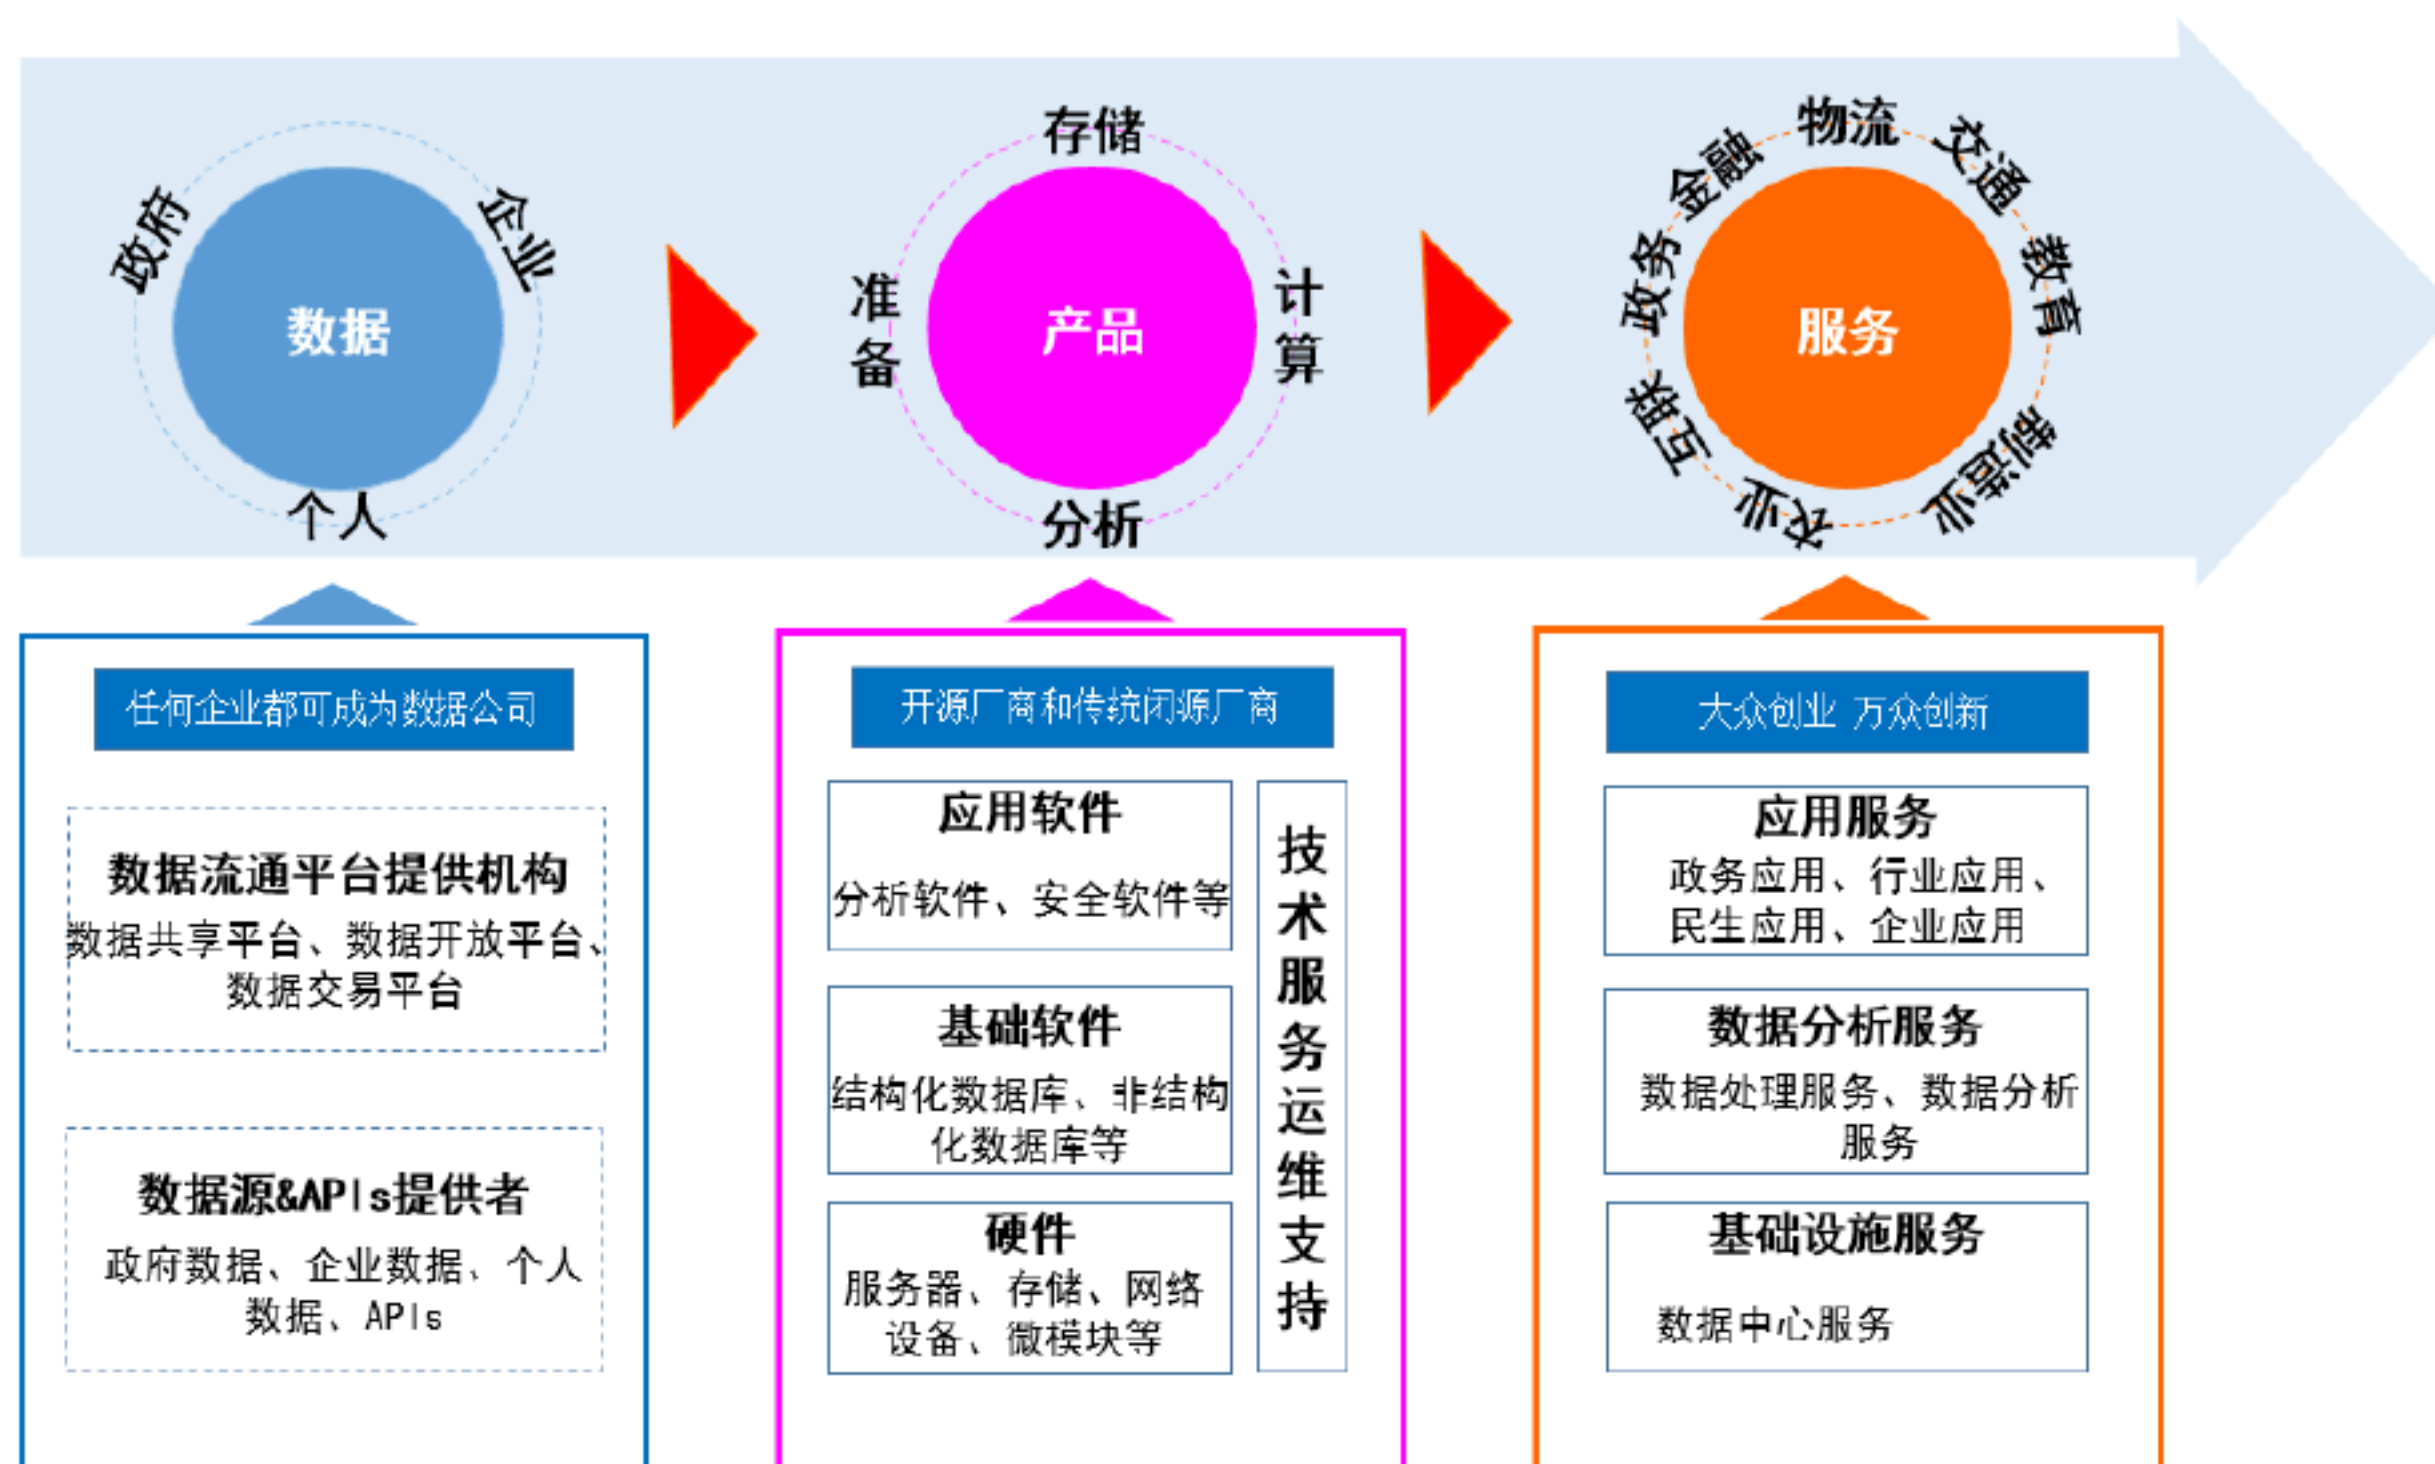 政府
企业
数据
个人
存储
准备
计算
产品
分析
物流
金融
交通
政务
教育
服务
互联
制造业
农业
任何企业都可成为数据公司
数据流通平台提供机构
数据共享平台、数据开放平台、
数据交易平台
数据源&APIs提供者
政府数据、企业数据、个人
数据、APIs
开源厂商和传统闭源厂商
应用软件
分析软件、安全软件等
基础软件
结构化数据库、非结构
化数据库等
硬件
服务器、存储、网络
设备、微模块等
技术服务运维支持
大众创业 万众创新
应用服务
政务应用、行业应用、
民生应用、企业应用
数据分析服务
数据处理服务、数据分析
服务
基础设施服务
数据中心服务